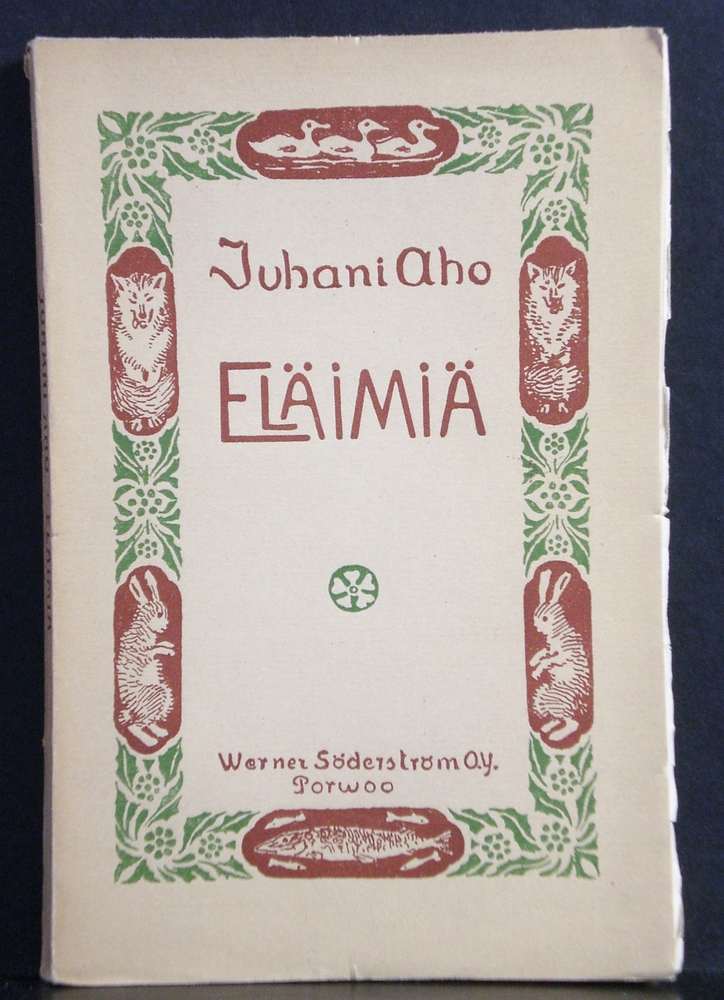 Juhani Aho
ELÄIMIÄ
Werner Söderström O.Y.
Porwoo